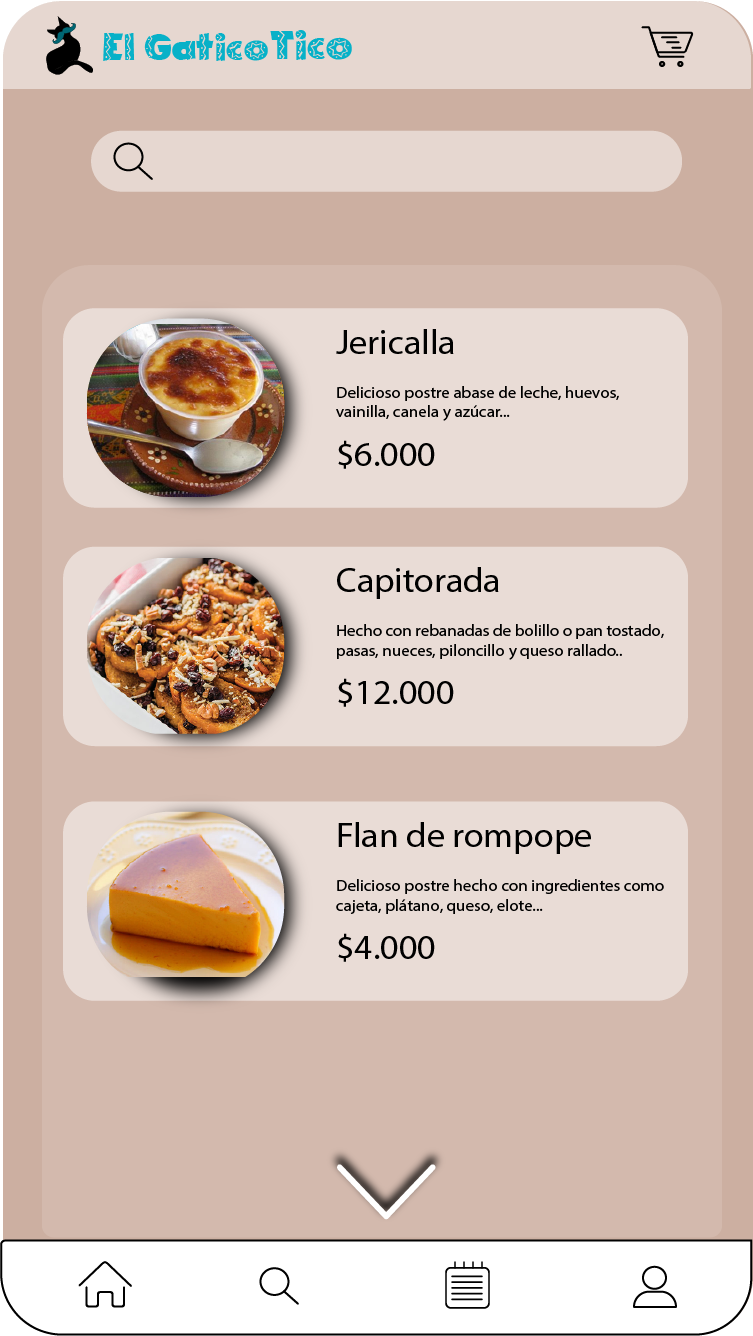 El GaticoTico
Jericalla
Delicioso postre abase de leche, huevos,
vainilla, canela y azúcar...
$6.000
Capitorada
Hecho con rebanadas de bolillo o pan tostado,
pasas, nueces, piloncillo y queso rallado..
$12.000
Flan de rompope
Delicioso postre hecho con ingredientes como
cajeta, plátano, queso, elote...
$4.000